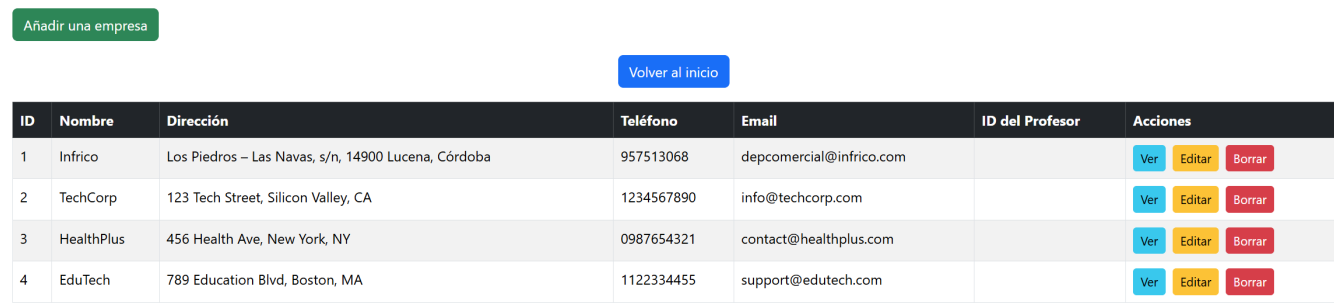 Añadir una empresa
Volver al inicio
ID Nombre Dirección Teléfono Email ID del Profesor Acciones
1 Infrico Los Piedros – Las Navas, s/n, 14900 Lucena, Córdoba 957513068 depcomercial@infrico.com Ver Editar Borrar
2 TechCorp 123 Tech Street, Silicon Valley, CA 1234567890 info@techcorp.com Ver Editar Borrar
3 HealthPlus 456 Health Ave, New York, NY 0987654321 contact@healthplus.com Ver Editar Borrar
4 EduTech 789 Education Blvd, Boston, MA 1122334455 support@edutech.com Ver Editar Borrar